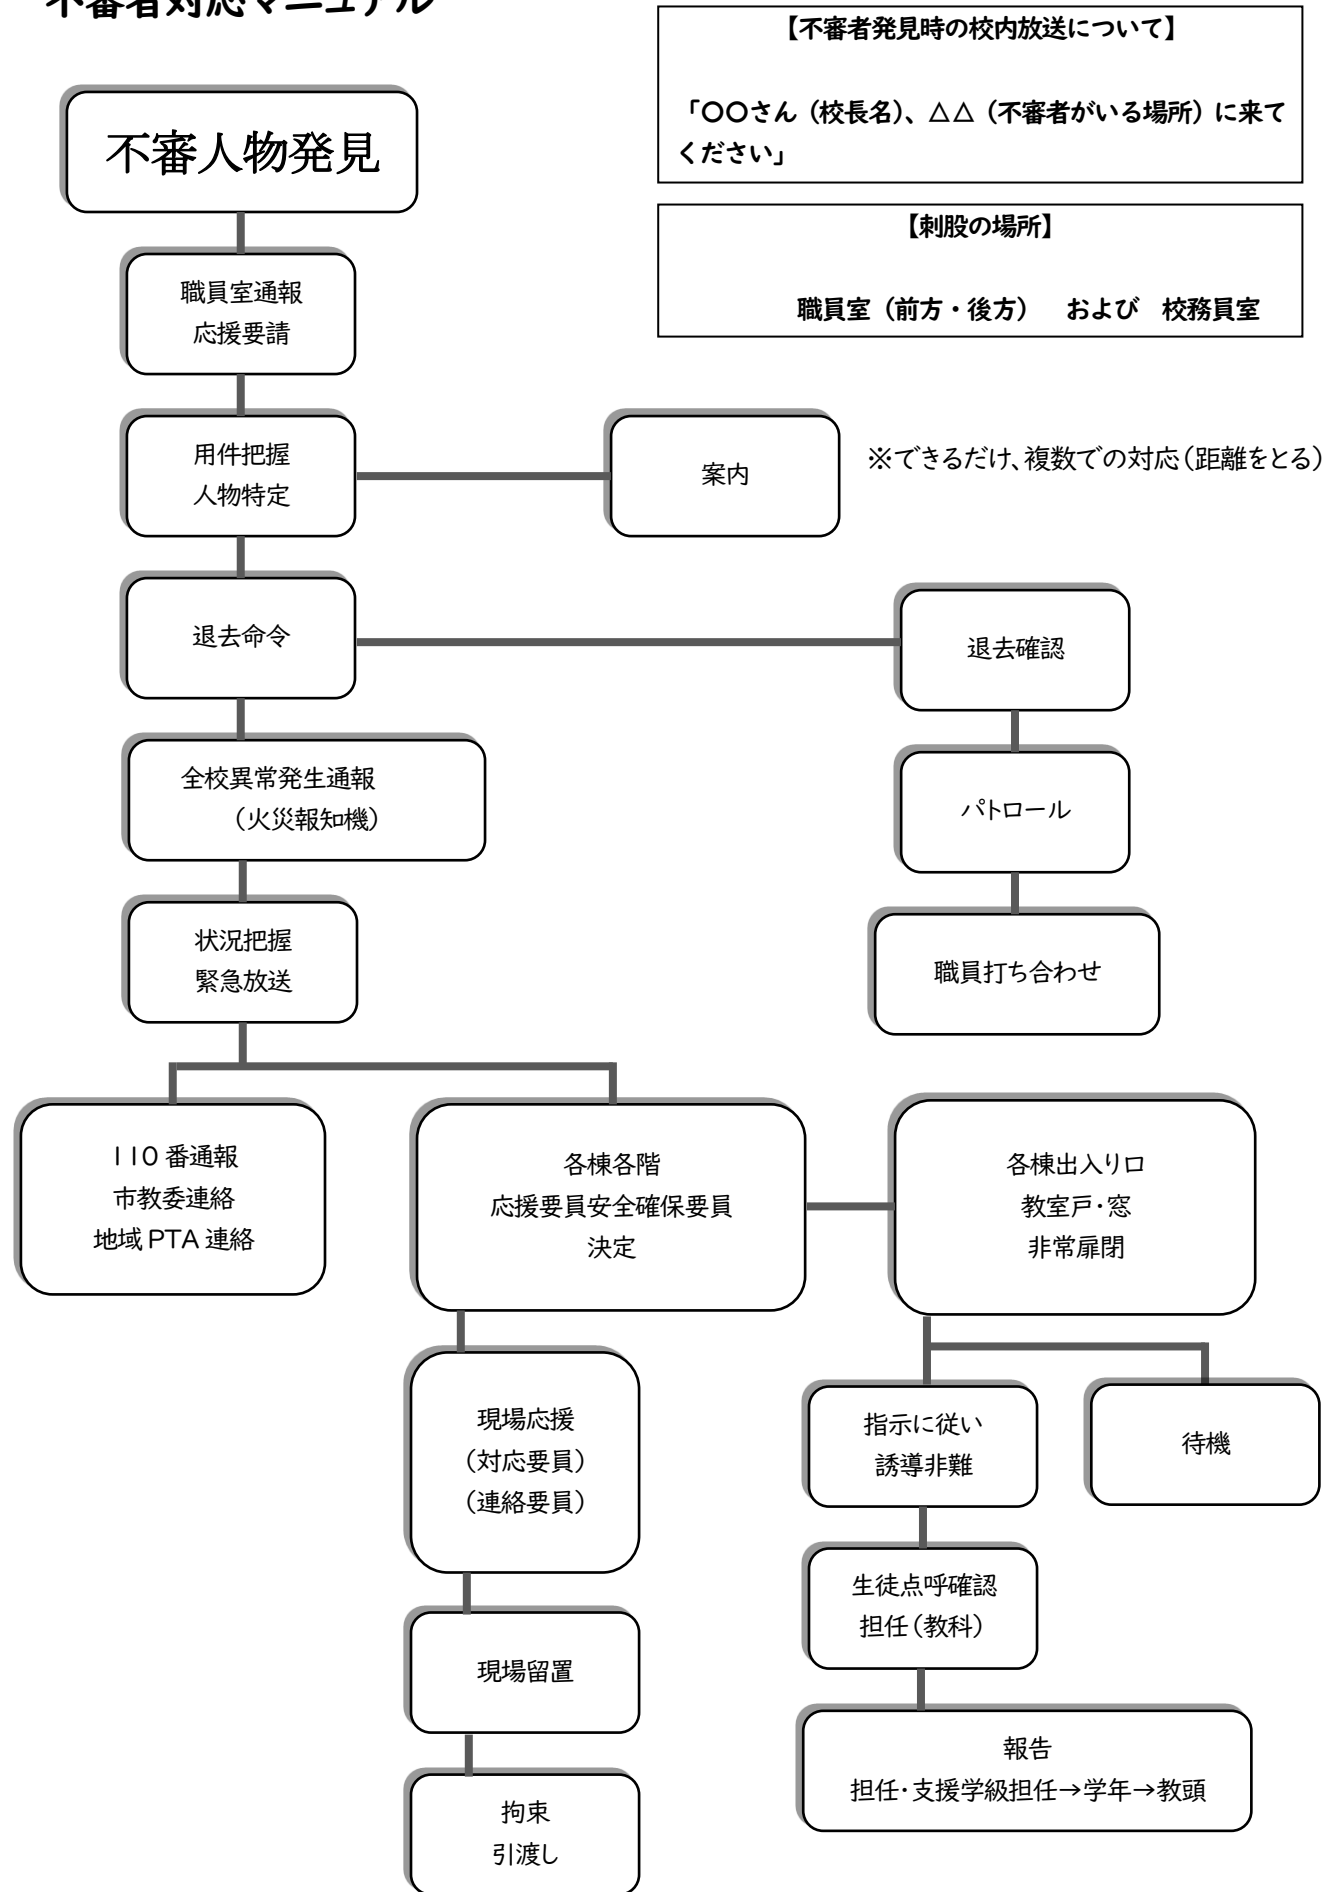 不審者対応マニュアル
【不審者発見時の校内放送について】
「〇〇さん（校長名）、△△（不審者がいる場所）に来て
ください」
不審人物発見
【刺股の場所】
職員室（前方・後方）　および　校務員室
職員室通報
応援要請
用件把握
人物特定
案内
※できるだけ、複数での対応（距離をとる）
退去命令
退去確認
全校異常発生通報
（火災報知機）
パトロール
状況把握
緊急放送
職員打ち合わせ
110番通報
市教委連絡
地域PTA連絡
各棟各階
応援要員安全確保要員
決定
各棟出入り口
教室戸・窓
非常扉閉
現場応援
（対応要員）
（連絡要員）
指示に従い
誘導非難
待機
生徒点呼確認
担任（教科）
現場留置
報告
担任・支援学級担任→学年→教頭
拘束
引渡し